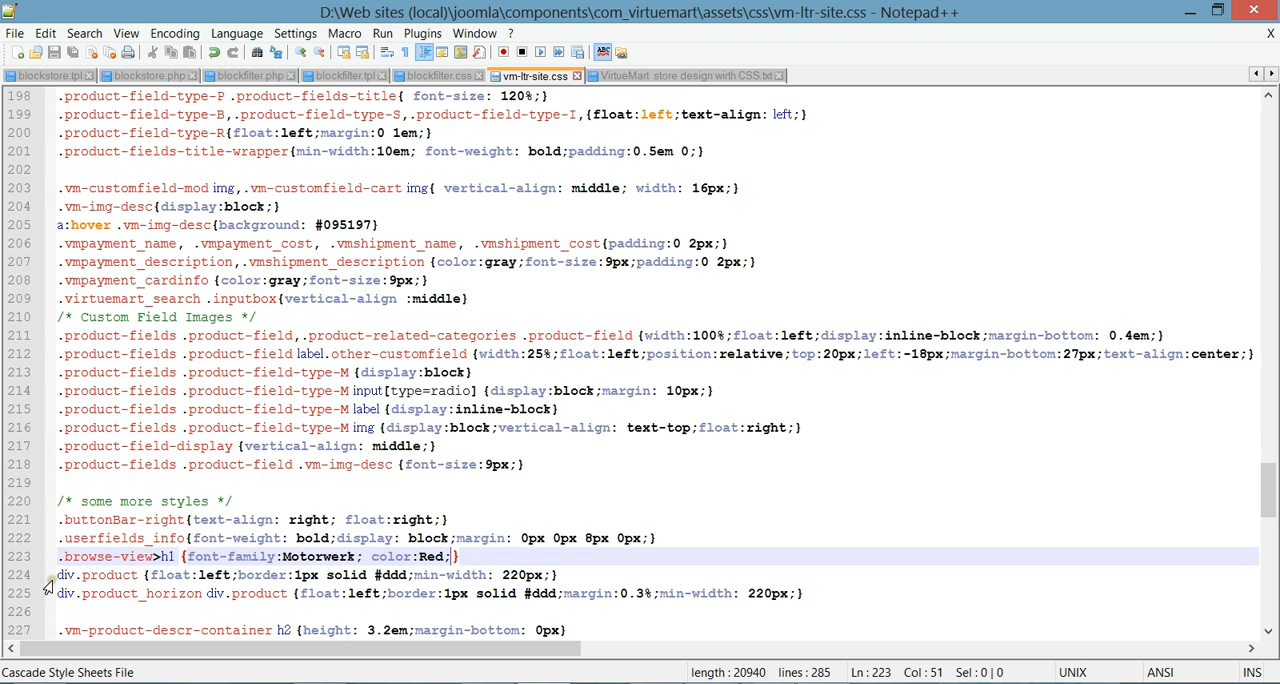 D:\Web sites (local)\joomla\components\com_virtuemart\assets\css\vm-ltr-site.css - Notepad++
File Edit Search View Encoding Language Settings Macro Run Plugins Window ? X
blockstore.tpl blockstore.php blockfilter.php blockfilter.tpl blockfilter.css vm-ltr-site.css VirtueMart store design with CSS.txt
198 .product-field-type-P .product-fields-title{ font-size: 120%;}
199 .product-field-type-B,.product-field-type-S,.product-field-type-I,{float:left;text-align: left;}
200 .product-field-type-R{float:left;margin:0 1em;}
201 .product-fields-title-wrapper{min-width:10em; font-weight: bold;padding:0.5em 0;}
202
203 .vm-customfield-mod img,.vm-customfield-cart img{ vertical-align: middle; width: 16px;}
204 .vm-img-desc{display:block;}
205 a:hover .vm-img-desc{background: #095197}
206 .vmpayment_name, .vmpayment_cost, .vmshipment_name, .vmshipment_cost{padding:0 2px;}
207 .vmpayment_description,.vmshipment_description {color:gray;font-size:9px;padding:0 2px;}
208 .vmpayment_cardinfo {color:gray;font-size:9px;}
209 .virtuemart_search .inputbox{vertical-align :middle}
210 /* Custom Field Images */
211 .product-fields .product-field,.product-related-categories .product-field {width:100%;float:left;display:inline-block;margin-bottom: 0.4em;}
212 .product-fields .product-field label.other-customfield {width:25%;float:left;position:relative;top:20px;left:-18px;margin-bottom:27px;text-align:center;}
213 .product-fields .product-field-type-M {display:block}
214 .product-fields .product-field-type-M input[type=radio] {display:block;margin: 10px;}
215 .product-fields .product-field-type-M label {display:inline-block}
216 .product-fields .product-field-type-M img {display:block;vertical-align: text-top;float:right;}
217 .product-field-display {vertical-align: middle;}
218 .product-fields .product-field .vm-img-desc {font-size:9px;}
219
220 /* some more styles */
221 .buttonBar-right{text-align: right; float:right;}
222 .userfields_info{font-weight: bold;display: block;margin: 0px 0px 8px 0px;}
223 .browse-view>h1 {font-family:Motorwerk; color:Red;}
224 div.product {float:left;border:1px solid #ddd;min-width: 220px;}
225 div.product_horizon div.product {float:left;border:1px solid #ddd;margin:0.3%;min-width: 220px;}
226
227 .vm-product-descr-container h2 {height: 3.2em;margin-bottom: 0px}
Cascade Style Sheets File length : 20940 lines : 285 Ln : 223 Col : 51 Sel : 0 | 0 UNIX ANSI INS